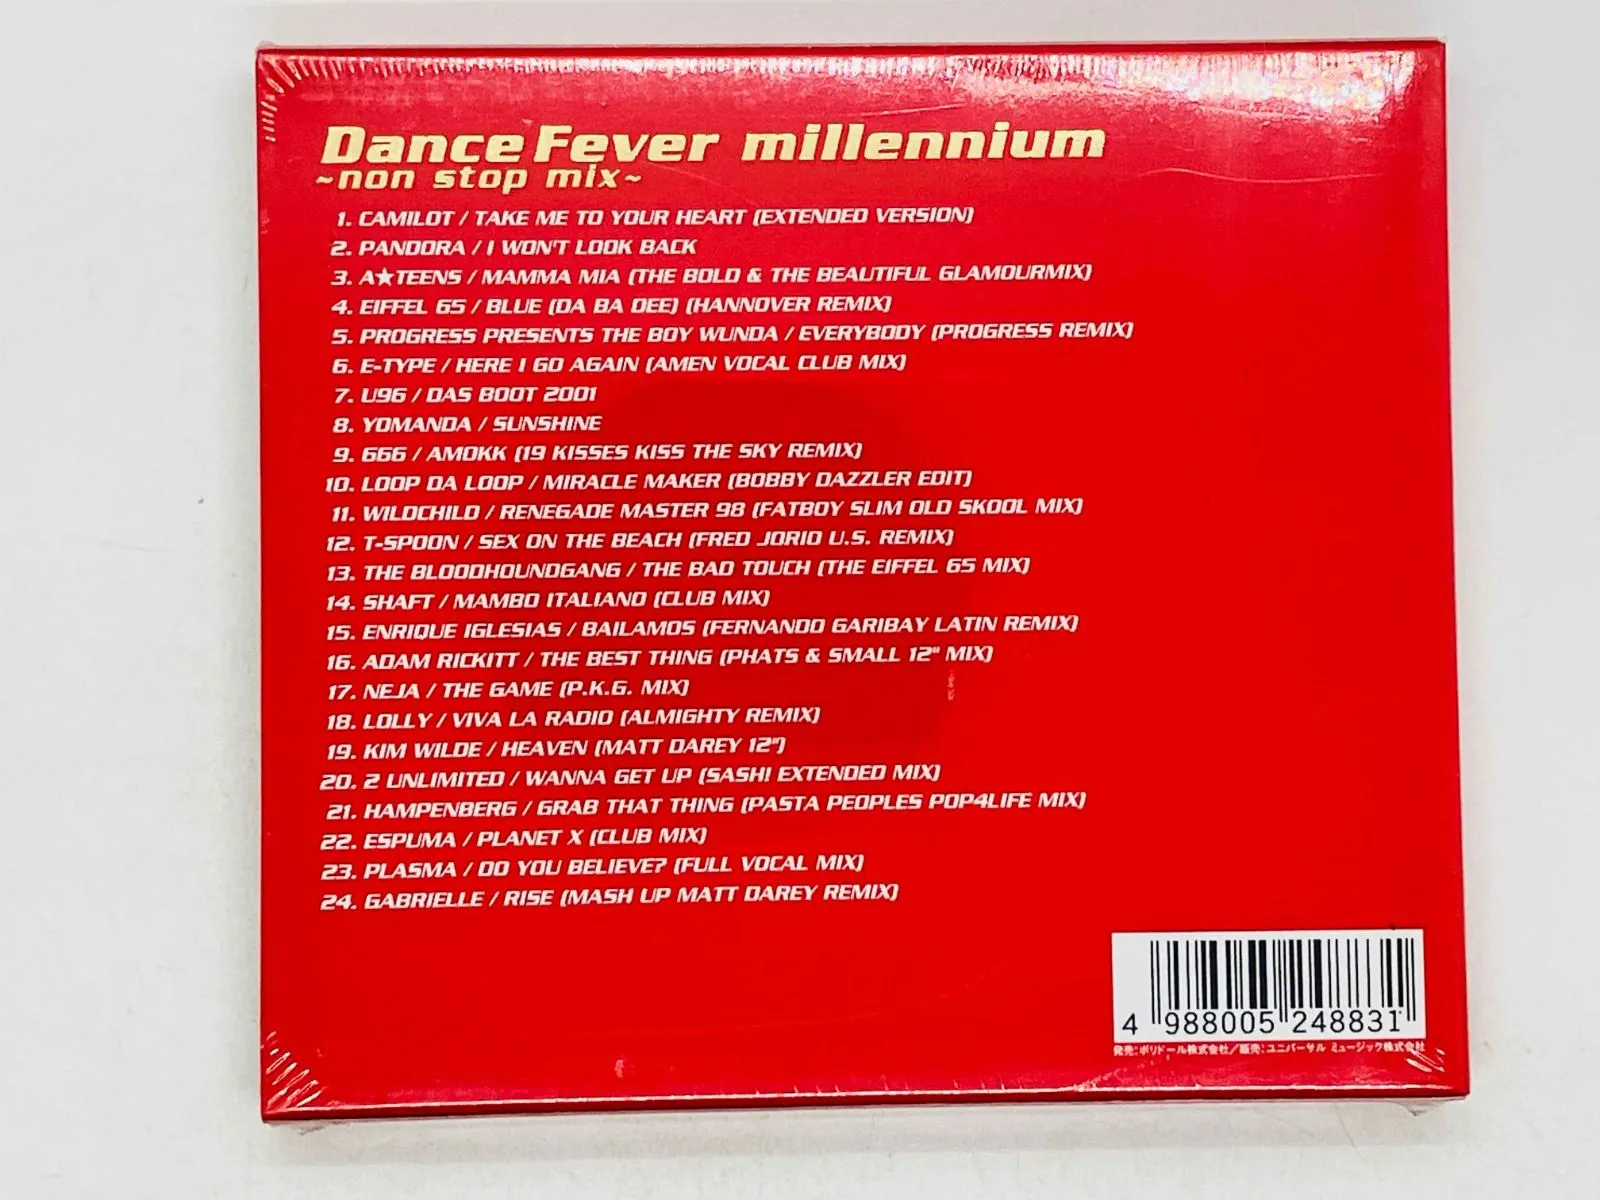 Dance Fever millennium
~non stop mix~
1. CAMILOT / TAKE ME TO YOUR HEART (EXTENDED VERSION)
2. PANDORA / I WON'T LOOK BACK
3. A★TEENS / MAMMA MIA (THE BOLD & THE BEAUTIFUL GLAMOURMIX)
4. EIFFEL 65 / BLUE (DA BA DEE) (HANNOVER REMIX)
5. PROGRESS PRESENTS THE BOY WUNDA / EVERYBODY (PROGRESS REMIX)
6. E-TYPE / HERE I GO AGAIN (AMEN VOCAL CLUB MIX)
7. U96 / DAS BOOT 2001
8. YOMANDA / SUNSHINE
9. 666 / AMOKK (19 KISSES KISS THE SKY REMIX)
10. LOOP DA LOOP / MIRACLE MAKER (BOBBY DAZZLER EDIT)
11. WILDCHILD / RENEGADE MASTER 98 (FATBOY SLIM OLD SKOOL MIX)
12. T-SPOON / SEX ON THE BEACH (FRED JORIO U.S. REMIX)
13. THE BLOODHOUNDGANG / THE BAD TOUCH (THE EIFFEL 65 MIX)
14. SHAFT / MAMBO ITALIANO (CLUB MIX)
15. ENRIQUE IGLESIAS / BAILAMOS (FERNANDO GARIBAY LATIN REMIX)
16. ADAM RICKITT / THE BEST THING (PHATS & SMALL 12" MIX)
17. NEJA / THE GAME (P.K.G. MIX)
18. LOLLY / VIVA LA RADIO (ALMIGHTY REMIX)
19. KIM WILDE / HEAVEN (MATT DAREY 12")
20. 2 UNLIMITED / WANNA GET UP (SASH! EXTENDED MIX)
21. HAMPENBERG / GRAB THAT THING (PASTA PEOPLES POP4LIFE MIX)
22. ESPUMA / PLANET X (CLUB MIX)
23. PLASMA / DO YOU BELIEVE? (FULL VOCAL MIX)
24. GABRIELLE / RISE (MASH UP MATT DAREY REMIX)
4 988005 248831
発売：ポリドール株式会社／販売：ユニバーサル ミュージック株式会社